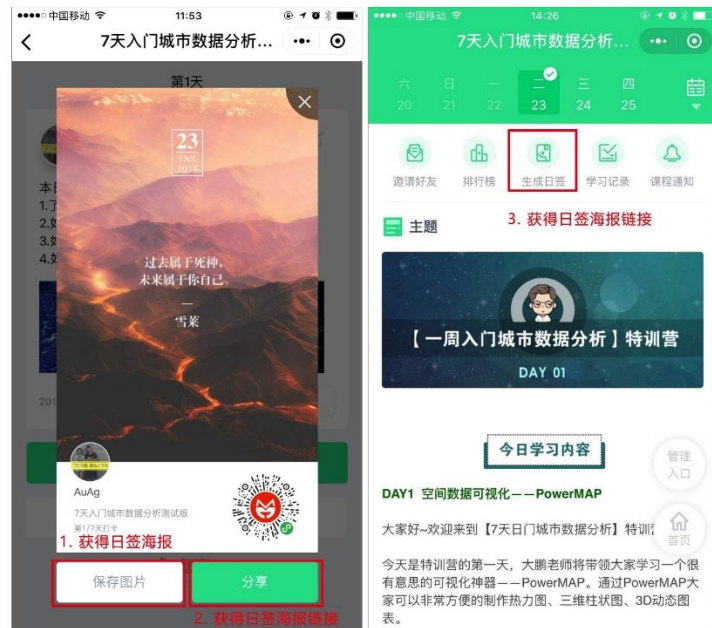 中国移动
11:53
7天入门城市数据分析...
第1天
本
1.了
2.如
3.如
4.如
201
23
Oct
2018
过去属于死神，
未来属于你自己
—
雪莱
AuAg
7天入门城市数据分析测试版
第1/7天打卡
1. 获得日签海报
保存图片
分享
2. 获得日签海报链接
中国移动
14:26
7天入门城市数据分析...
六 日 一 二 三 四
20 21 22 23 24 25
邀请好友 排行榜 生成日签 学习记录 课程通知
3. 获得日签海报链接
主题
【一周入门城市数据分析】特训营
DAY 01
今日学习内容
管理
入口
DAY1 空间数据可视化——PowerMAP
大家好~欢迎来到【7天日门城市数据分析】特训
首页
今天是特训营的第一天，大鹏老师将带领大家学习一个很
有意思的可视化神器——PowerMAP。通过PowerMAP大
家可以非常方便的制作热力图、三维柱状图、3D动态图
表。